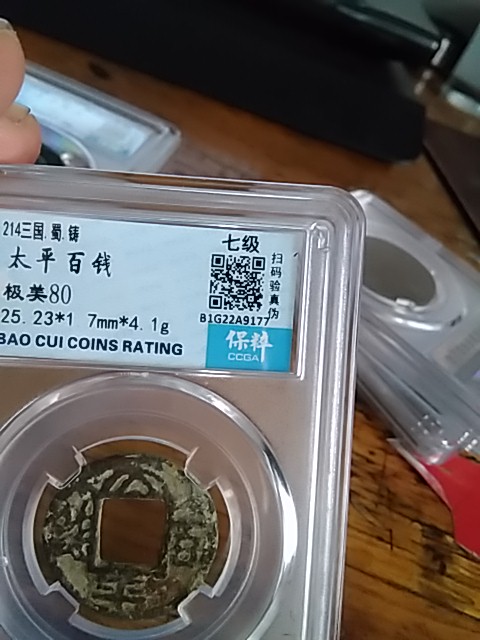 214三国.蜀.铸
太平百钱
极美80
25.23*1.7mm*4.1g
BAO CUI COINS RATING
七级
扫码验真伪
B1G22A9177
保粹
CCGA